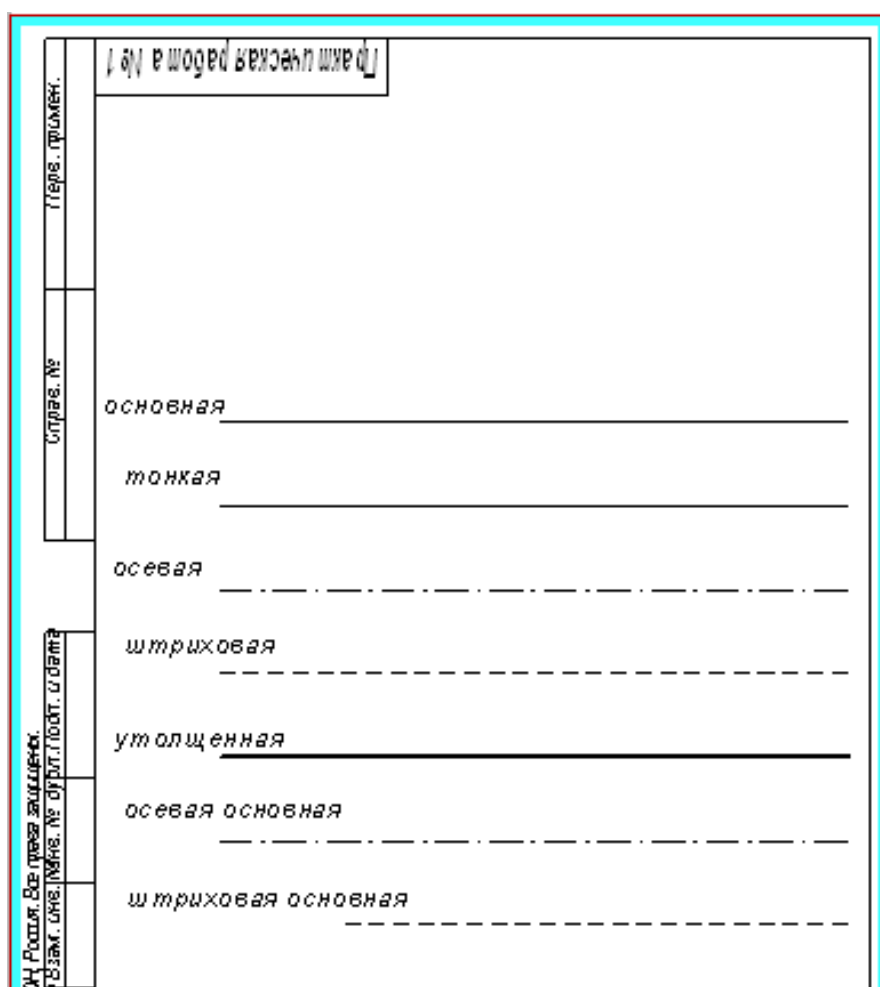 Практическая работа №1
Перв. примен.
Справ. №
основная
тонкая
осевая
штриховая
утолщенная
осевая основная
штриховая основная
Подп. и дата
Инв. № дубл.
Взам. инв.
Россия. Все права защищены.